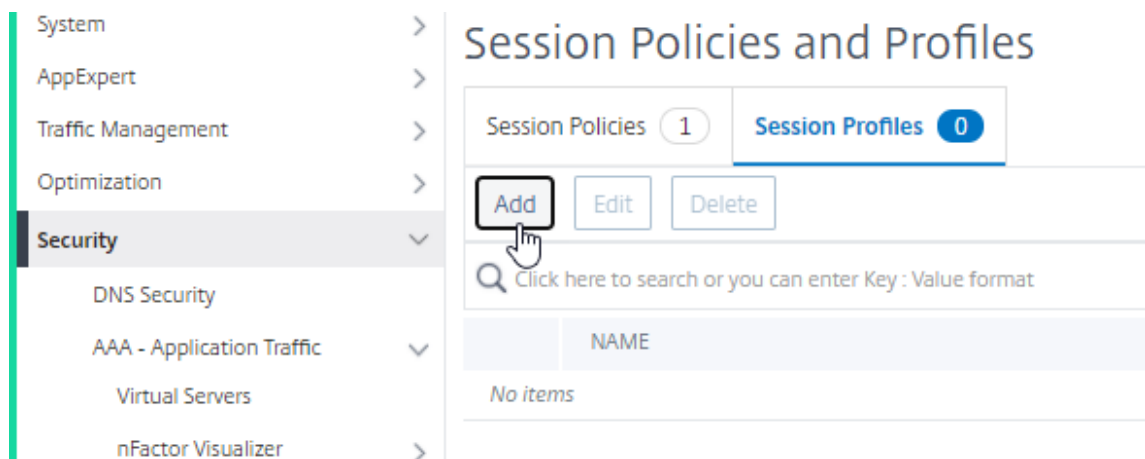 System
AppExpert
Traffic Management
Optimization
Security
DNS Security
AAA - Application Traffic
Virtual Servers
nFactor Visualizer
Session Policies and Profiles
Session Policies 1
Session Profiles 0
Add
Edit
Delete
Click here to search or you can enter Key : Value format
NAME
No items